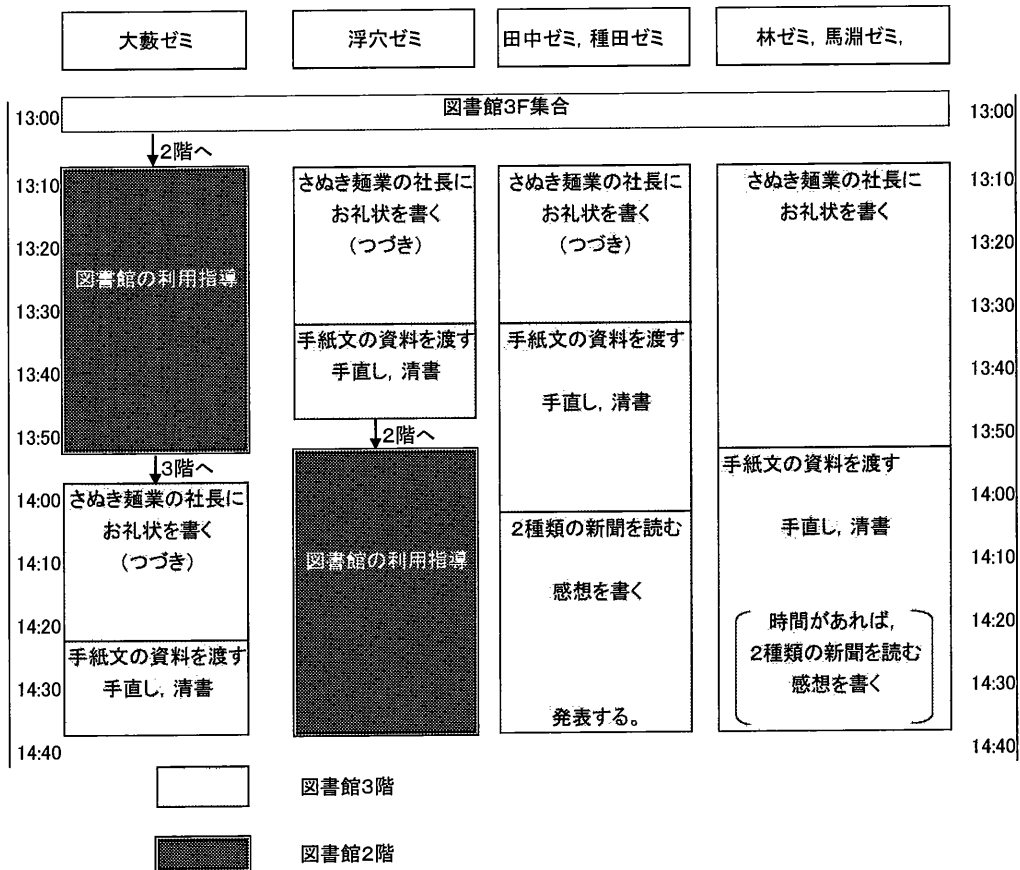 大藪ゼミ
浮穴ゼミ
田中ゼミ, 種田ゼミ
林ゼミ, 馬淵ゼミ,
図書館3F集合
13:00
13:10
13:20
13:30
13:40
13:50
14:00
14:10
14:20
14:30
14:40
2階へ
図書館の利用指導
3階へ
さぬき麺業の社長に
お礼状を書く
(つづき)
手紙文の資料を渡す
手直し, 清書
さぬき麺業の社長に
お礼状を書く
(つづき)
手紙文の資料を渡す
手直し, 清書
2階へ
図書館の利用指導
さぬき麺業の社長に
お礼状を書く
(つづき)
手紙文の資料を渡す
手直し, 清書
2種類の新聞を読む
感想を書く
発表する。
さぬき麺業の社長に
お礼状を書く
手紙文の資料を渡す
手直し, 清書
時間があれば,
2種類の新聞を読む
感想を書く
13:00
13:10
13:20
13:30
13:40
13:50
14:00
14:10
14:20
14:30
14:40
図書館3階
図書館2階